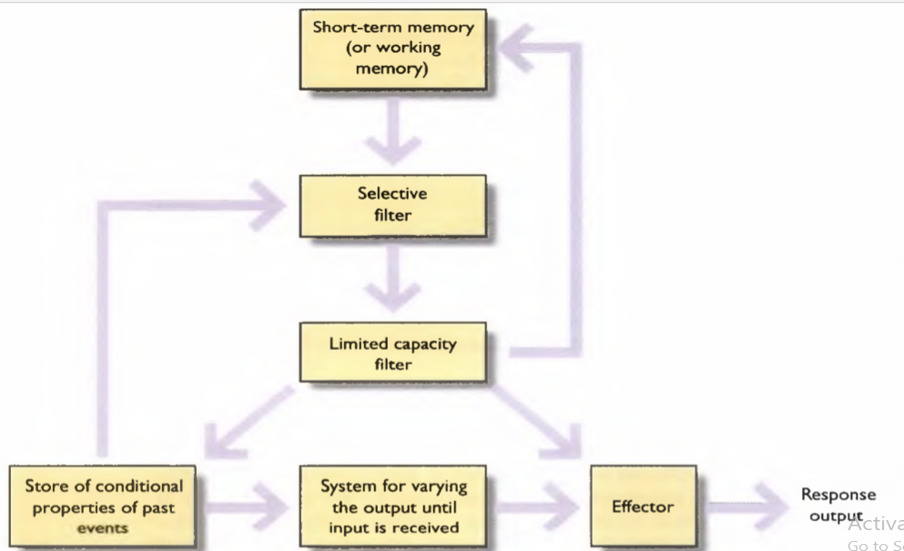 Short-term memory
(or working
memory)
Selective
filter
Limited capacity
filter
Store of conditional
properties of past
events
System for varying
the output until
input is received
Effector
Response
output
Activa
Go to S